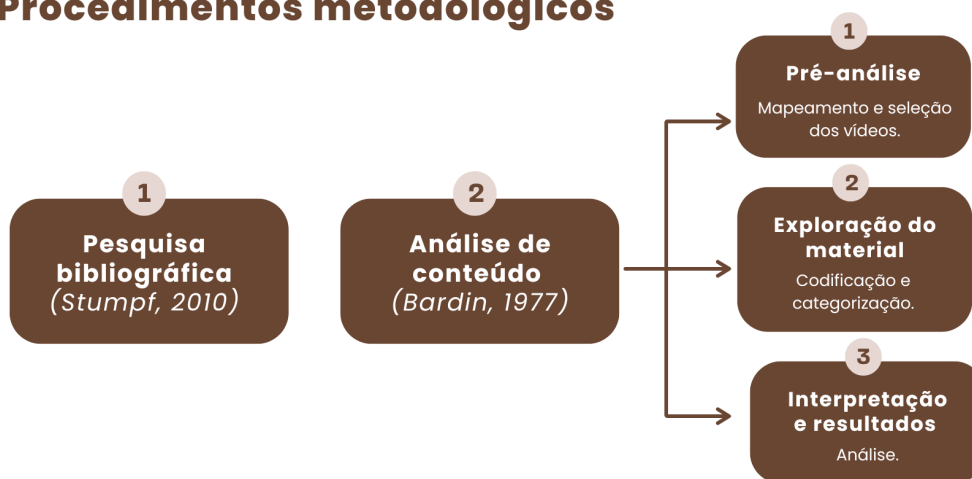 Procedimentos metodológicos
1
Pesquisa
bibliográfica
(Stumpf, 2010)
2
Análise de
conteúdo
(Bardin, 1977)
1
Pré-análise
Mapeamento e seleção
dos vídeos.
2
Exploração do
material
Codificação e
categorização.
3
Interpretação
e resultados
Análise.